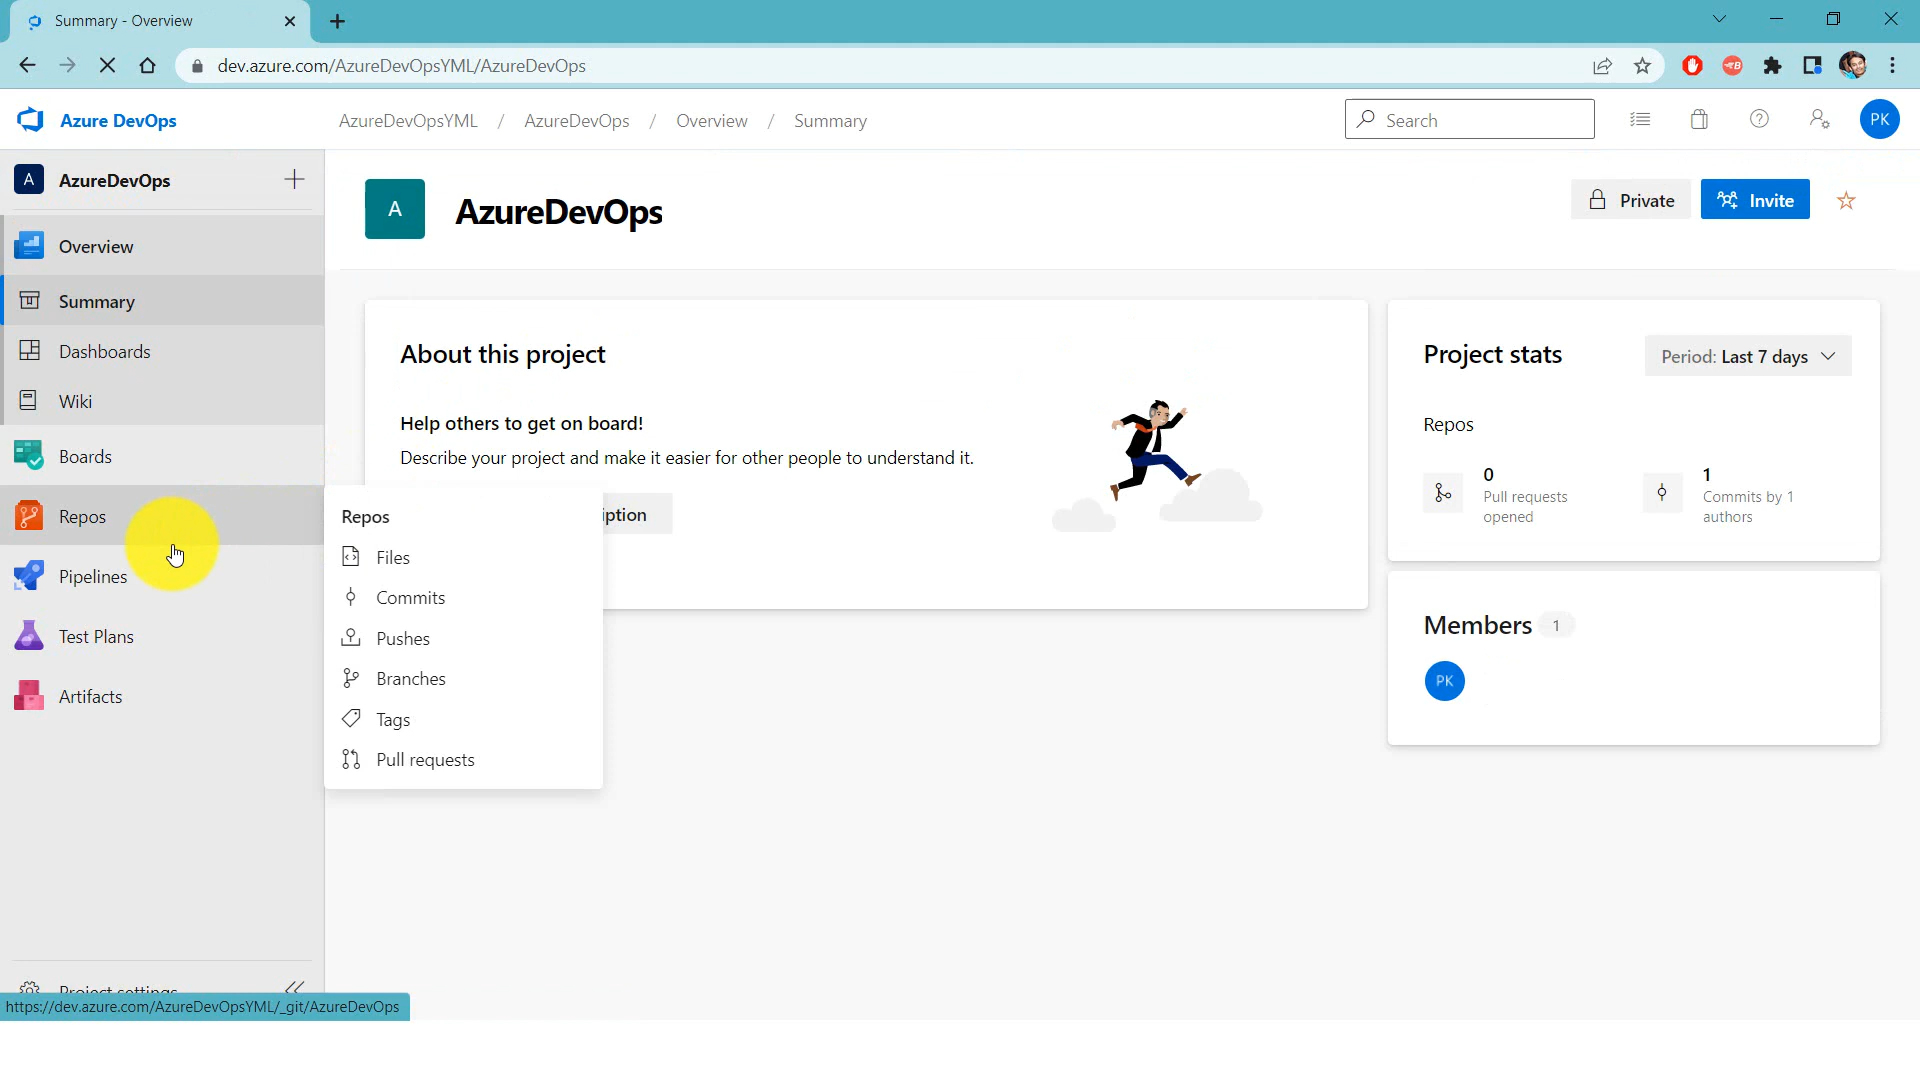 Summary - Overview
dev.azure.com/AzureDevOpsYML/AzureDevOps
Azure DevOps
AzureDevOpsYML / AzureDevOps / Overview / Summary
Search
PK
A AzureDevOps
Overview
Summary
Dashboards
Wiki
Boards
Repos
Pipelines
Test Plans
Artifacts
Project settings
https://dev.azure.com/AzureDevOpsYML/_git/AzureDevOps
A
AzureDevOps
Private
Invite
About this project
Help others to get on board!
Describe your project and make it easier for other people to understand it.
Repos
Files
Commits
Pushes
Branches
Tags
Pull requests
Project stats
Period: Last 7 days
Repos
0
Pull requests
opened
1
Commits by 1
authors
Members 1
PK